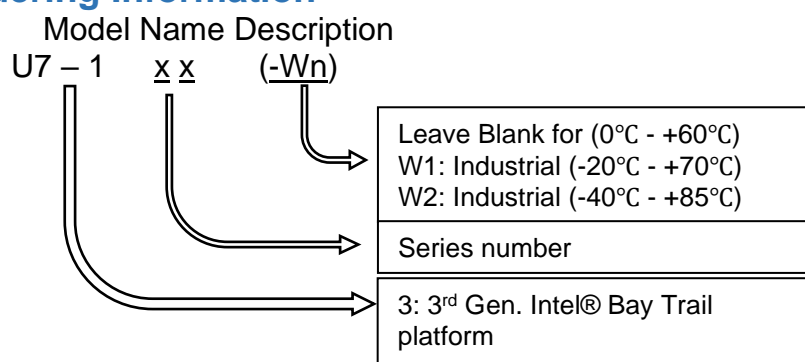 Model Name Description
U7 – 1 x x (-Wn)
Leave Blank for (0℃ - +60℃)
W1: Industrial (-20℃ - +70℃)
W2: Industrial (-40℃ - +85℃)
Series number
3: 3rd Gen. Intel® Bay Trail
platform